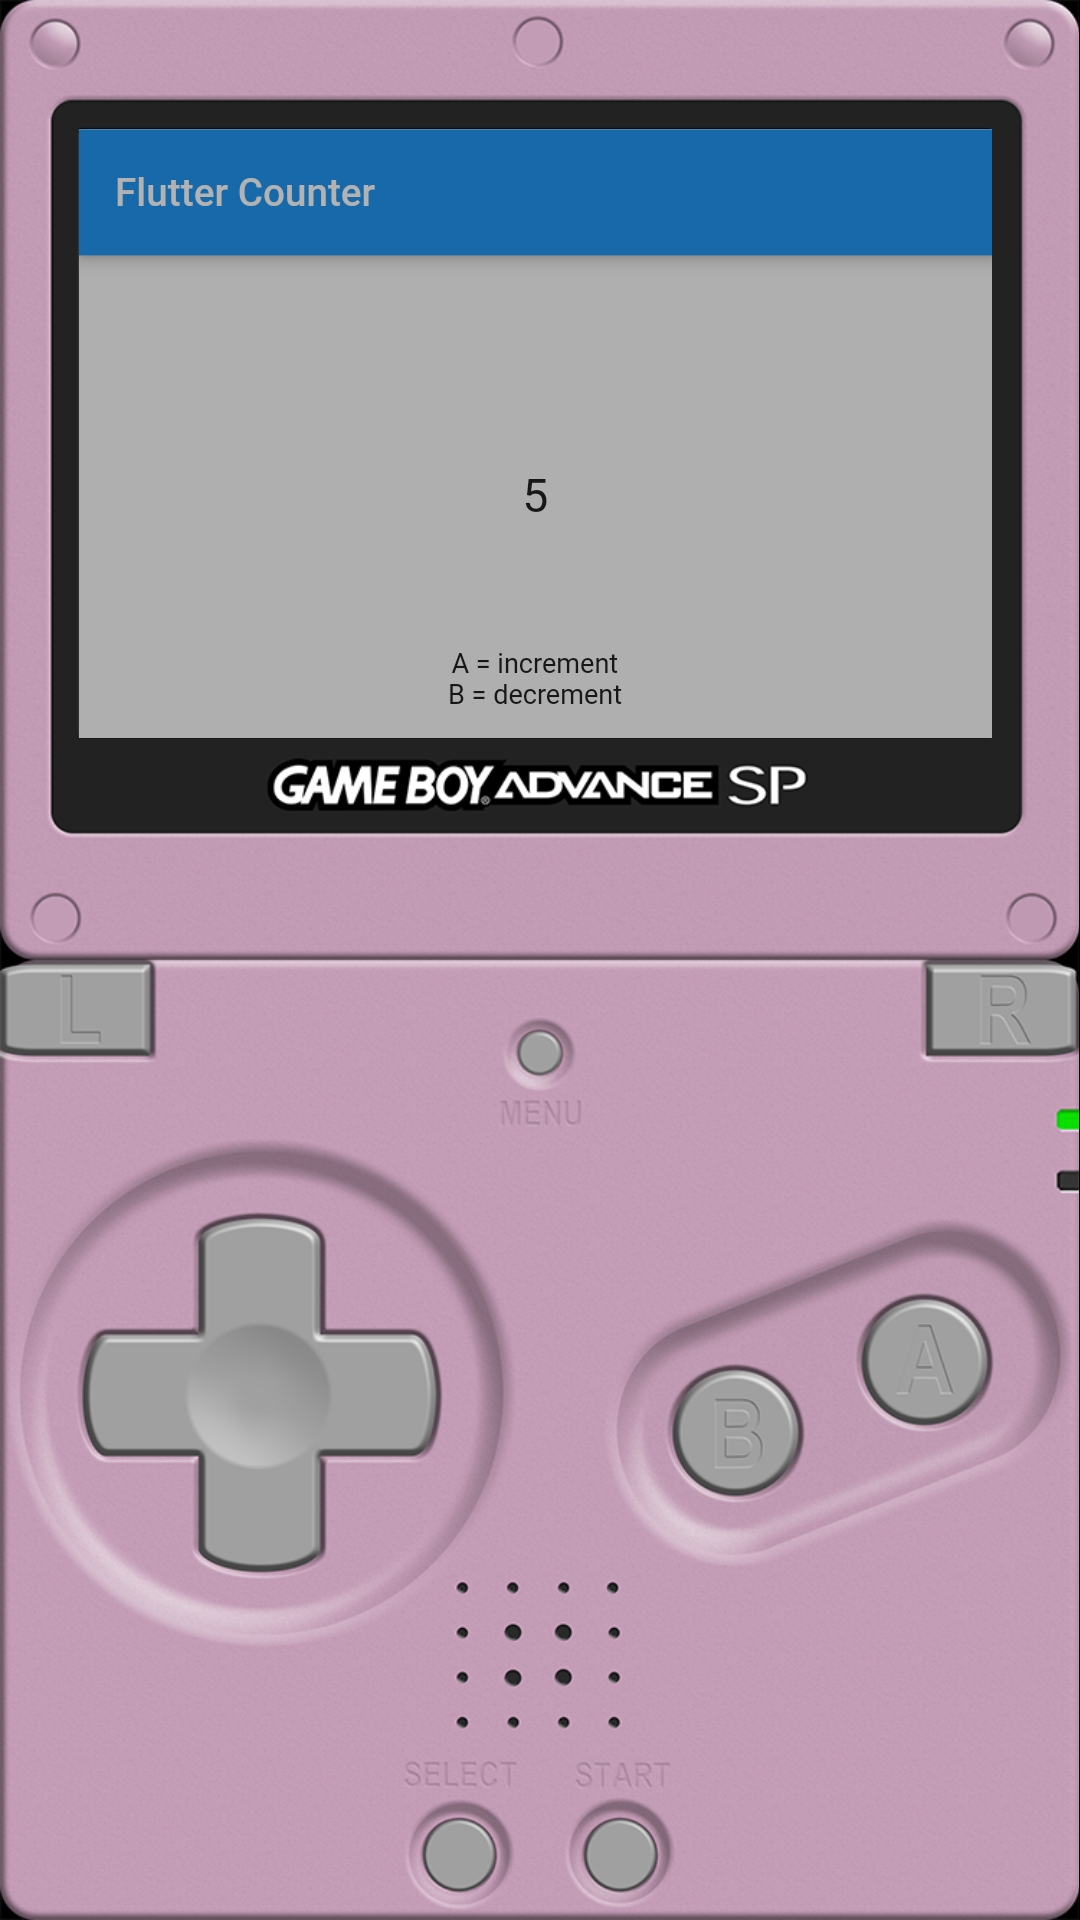 Flutter Counter
5
A = increment
B = decrement
GAME BOY ADVANCE SP
L
R
MENU
A
B
SELECT START